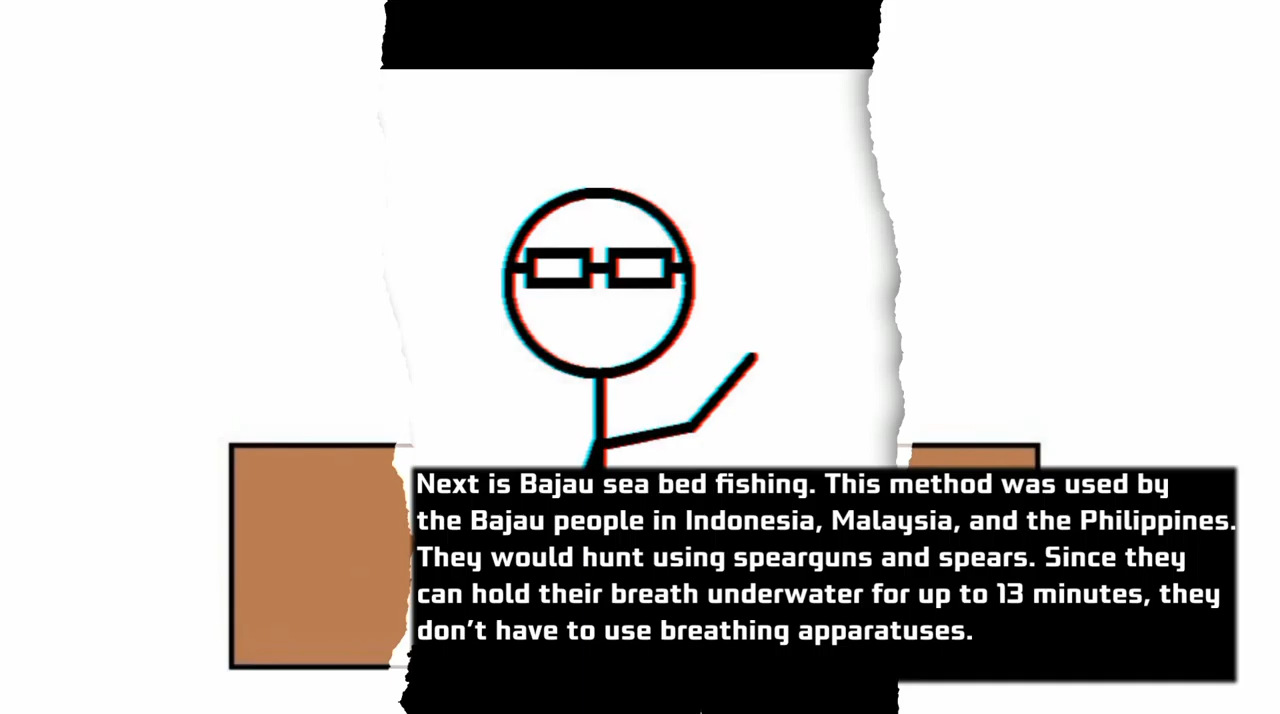 Next is Bajau sea bed fishing. This method was used by
the Bajau people in Indonesia, Malaysia, and the Philippines.
They would hunt using spearguns and spears. Since they
can hold their breath underwater for up to 13 minutes, they
don’t have to use breathing apparatuses.